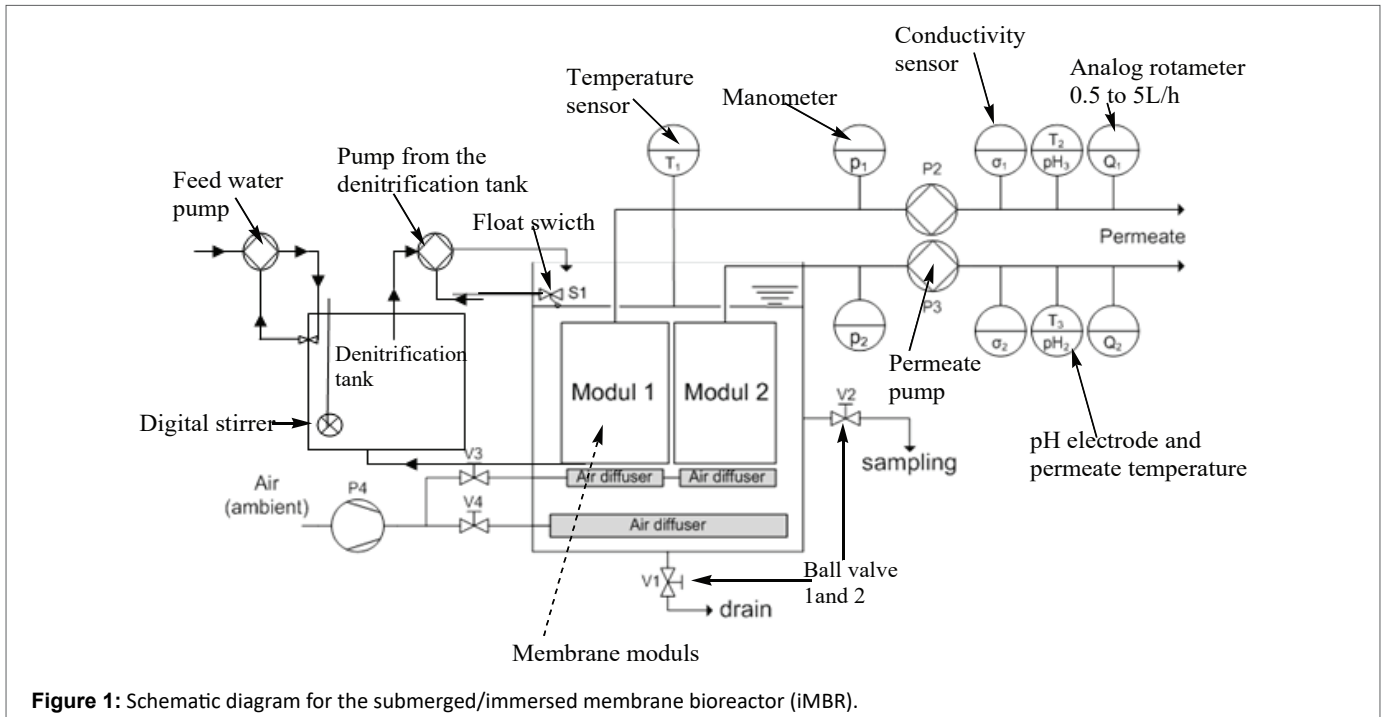 Conductivity
sensor
Analog rotameter
0.5 to 5L/h
Temperature
sensor
Manometer
Pump from the
denitrification tank
Feed water
pump
Float swicth
T1
p1
P2
σ1
T2
pH3
Q1
Permeate
S1
P3
p2
σ2
T3
pH2
Q2
Denitrification
tank
Modul 1
Modul 2
Permeate
pump
V2
Digital stirrer
sampling
pH electrode and
permeate temperature
V3
Air diffuser
Air diffuser
Air
(ambient)
P4
V4
Air diffuser
V1
Ball valve
1and 2
drain
Membrane moduls
Figure 1: Schematic diagram for the submerged/immersed membrane bioreactor (iMBR).